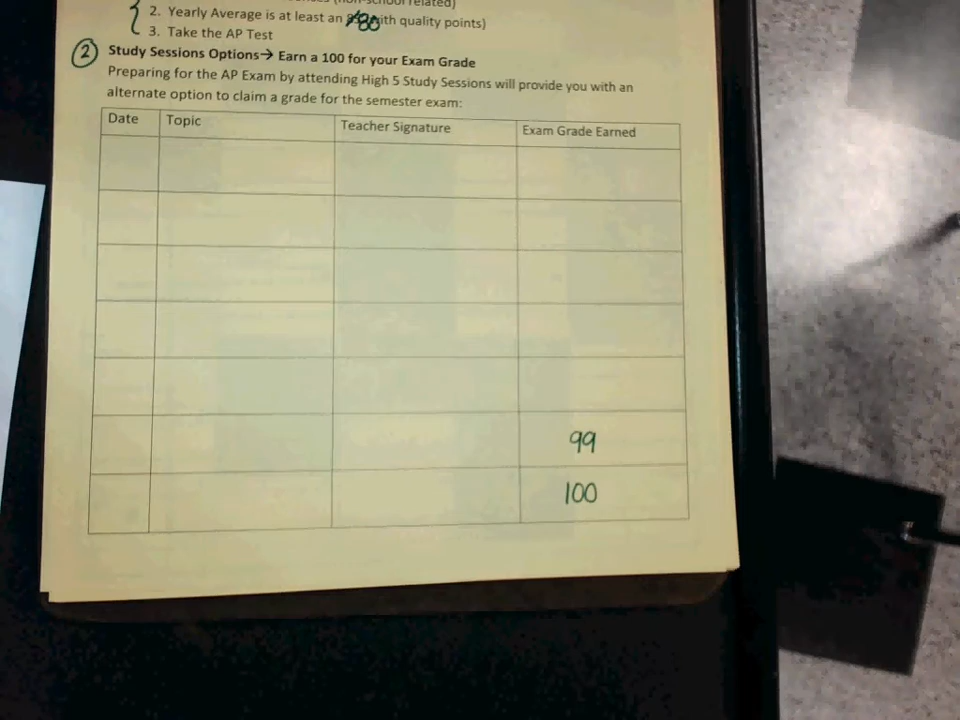 (non-school related)
2. Yearly Average is at least an 80 with quality points)
3. Take the AP Test
2 Study Sessions Options→ Earn a 100 for your Exam Grade
Preparing for the AP Exam by attending High 5 Study Sessions will provide you with an
alternate option to claim a grade for the semester exam:
Date Topic Teacher Signature Exam Grade Earned
99
100